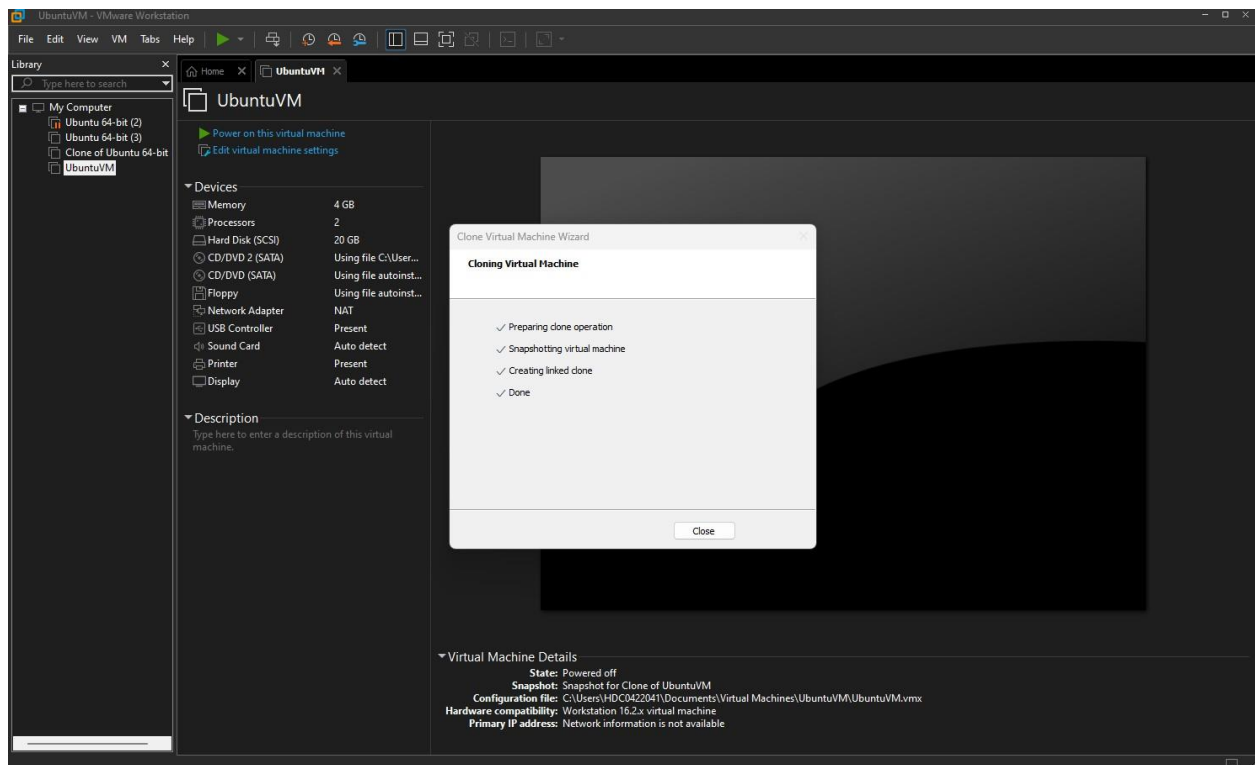 UbuntuVM - VMware Workstation
File Edit View VM Tabs Help
Library
Type here to search
My Computer
Ubuntu 64-bit (2)
Ubuntu 64-bit (3)
Clone of Ubuntu 64-bit
UbuntuVM
Home UbuntuVM
UbuntuVM
Power on this virtual machine
Edit virtual machine settings
Devices
Memory 4 GB
Processors 2
Hard Disk (SCSI) 20 GB
CD/DVD 2 (SATA) Using file C:\User...
CD/DVD (SATA) Using file autoinst...
Floppy Using file autoinst...
Network Adapter NAT
USB Controller Present
Sound Card Auto detect
Printer Present
Display Auto detect
Description
Type here to enter a description of this virtual
machine.
Clone Virtual Machine Wizard
Cloning Virtual Machine
Preparing clone operation
Snapshotting virtual machine
Creating linked clone
Done
Close
Virtual Machine Details
State: Powered off
Snapshot: Snapshot for Clone of UbuntuVM
Configuration file: C:\Users\HDC0422041\Documents\Virtual Machines\UbuntuVM\UbuntuVM.vmx
Hardware compatibility: Workstation 16.2.x virtual machine
Primary IP address: Network information is not available